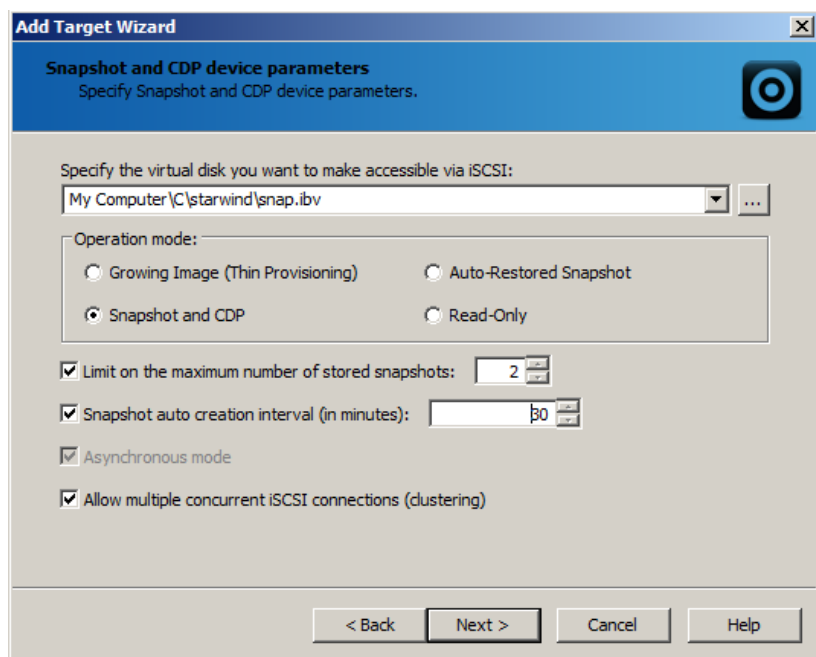 Add Target Wizard
Snapshot and CDP device parameters
Specify Snapshot and CDP device parameters.
Specify the virtual disk you want to make accessible via iSCSI:
My Computer\C\starwind\snap.ibv
...
Operation mode:
Growing Image (Thin Provisioning) Auto-Restored Snapshot
Snapshot and CDP Read-Only
Limit on the maximum number of stored snapshots: 2
Snapshot auto creation interval (in minutes): 30
Asynchronous mode
Allow multiple concurrent iSCSI connections (clustering)
< Back Next > Cancel Help